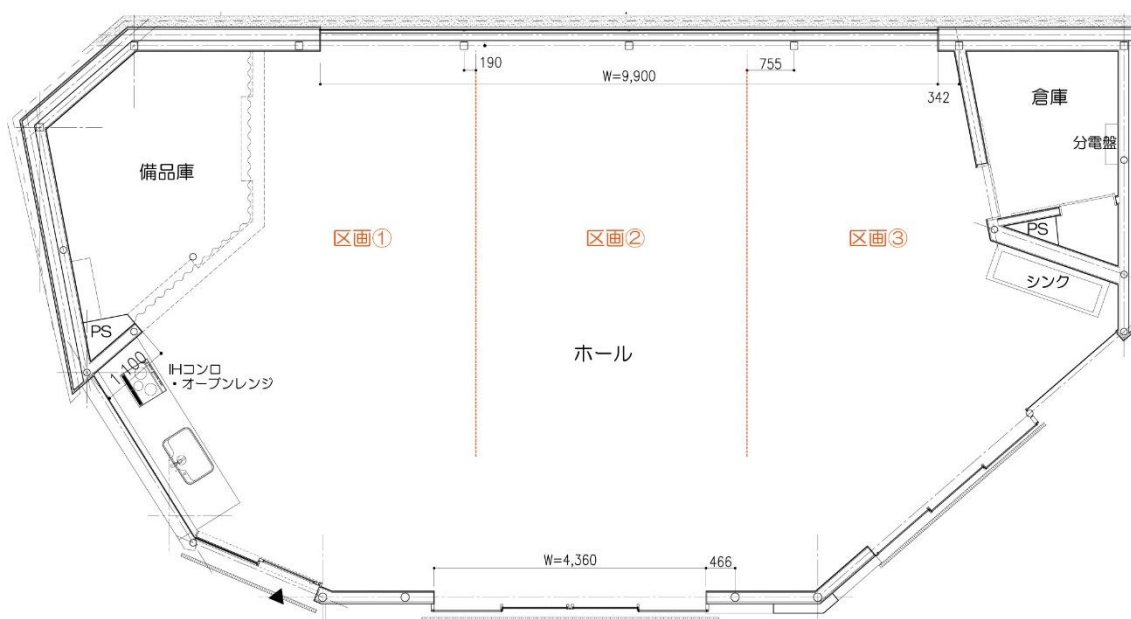 190
W=9,900
755
342
倉庫
分電盤
備品庫
区画①
区画②
区画③
PS
シンク
PS
ホール
1,100
IHコンロ
・オーブンレンジ
W=4,360
466